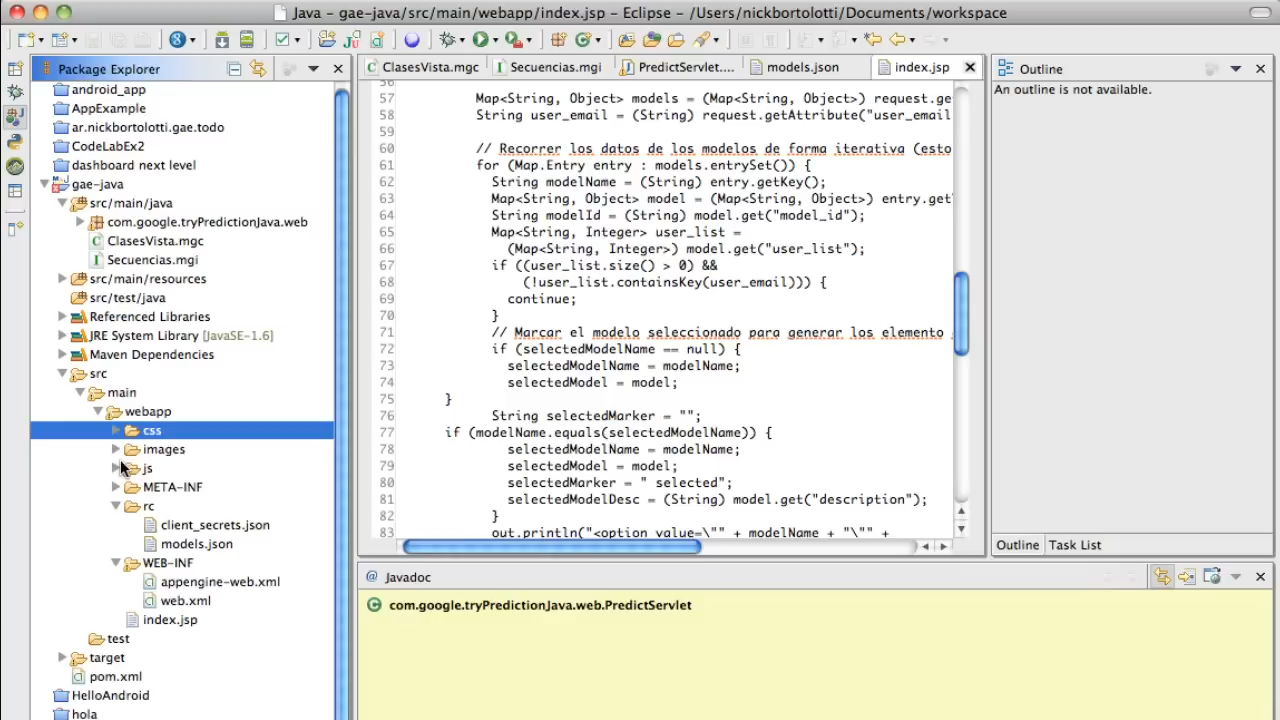 Java – gae-java/src/main/webapp/index.jsp – Eclipse – /Users/nickbortolotti/Documents/workspace
Package Explorer
android_app
AppExample
ar.nickbortolotti.gae.todo
CodeLabEx2
dashboard next level
gae-java
src/main/java
com.google.tryPredictionJava.web
ClasesVista.mgc
Secuencias.mgi
src/main/resources
src/test/java
Referenced Libraries
JRE System Library [JavaSE-1.6]
Maven Dependencies
src
main
webapp
css
images
js
META-INF
rc
client_secrets.json
models.json
WEB-INF
appengine-web.xml
web.xml
index.jsp
test
target
pom.xml
HelloAndroid
hola
ClasesVista.mgc Secuencias.mgi PredictServlet.... models.json index.jsp
56
57 Map<String, Object> models = (Map<String, Object>) request.ge
58 String user_email = (String) request.getAttribute("user_email
59
60 // Recorrer los datos de los modelos de forma iterativa (esto
61 for (Map.Entry entry : models.entrySet()) {
62 String modelName = (String) entry.getKey();
63 Map<String, Object> model = (Map<String, Object>) entry.get
64 String modelId = (String) model.get("model_id");
65 Map<String, Integer> user_list =
66 (Map<String, Integer>) model.get("user_list");
67 if ((user_list.size() > 0) &&
68 (!user_list.containsKey(user_email))) {
69 continue;
70 }
71 // Marcar el modelo seleccionado para generar los elemento
72 if (selectedModelName == null) {
73 selectedModelName = modelName;
74 selectedModel = model;
75 }
76 String selectedMarker = "";
77 if (modelName.equals(selectedModelName)) {
78 selectedModelName = modelName;
79 selectedModel = model;
80 selectedMarker = " selected";
81 selectedModelDesc = (String) model.get("description");
82 }
83 out.println("<option value=\"" + modelName + "\"" +
Outline
An outline is not available.
Outline Task List
@ Javadoc
com.google.tryPredictionJava.web.PredictServlet